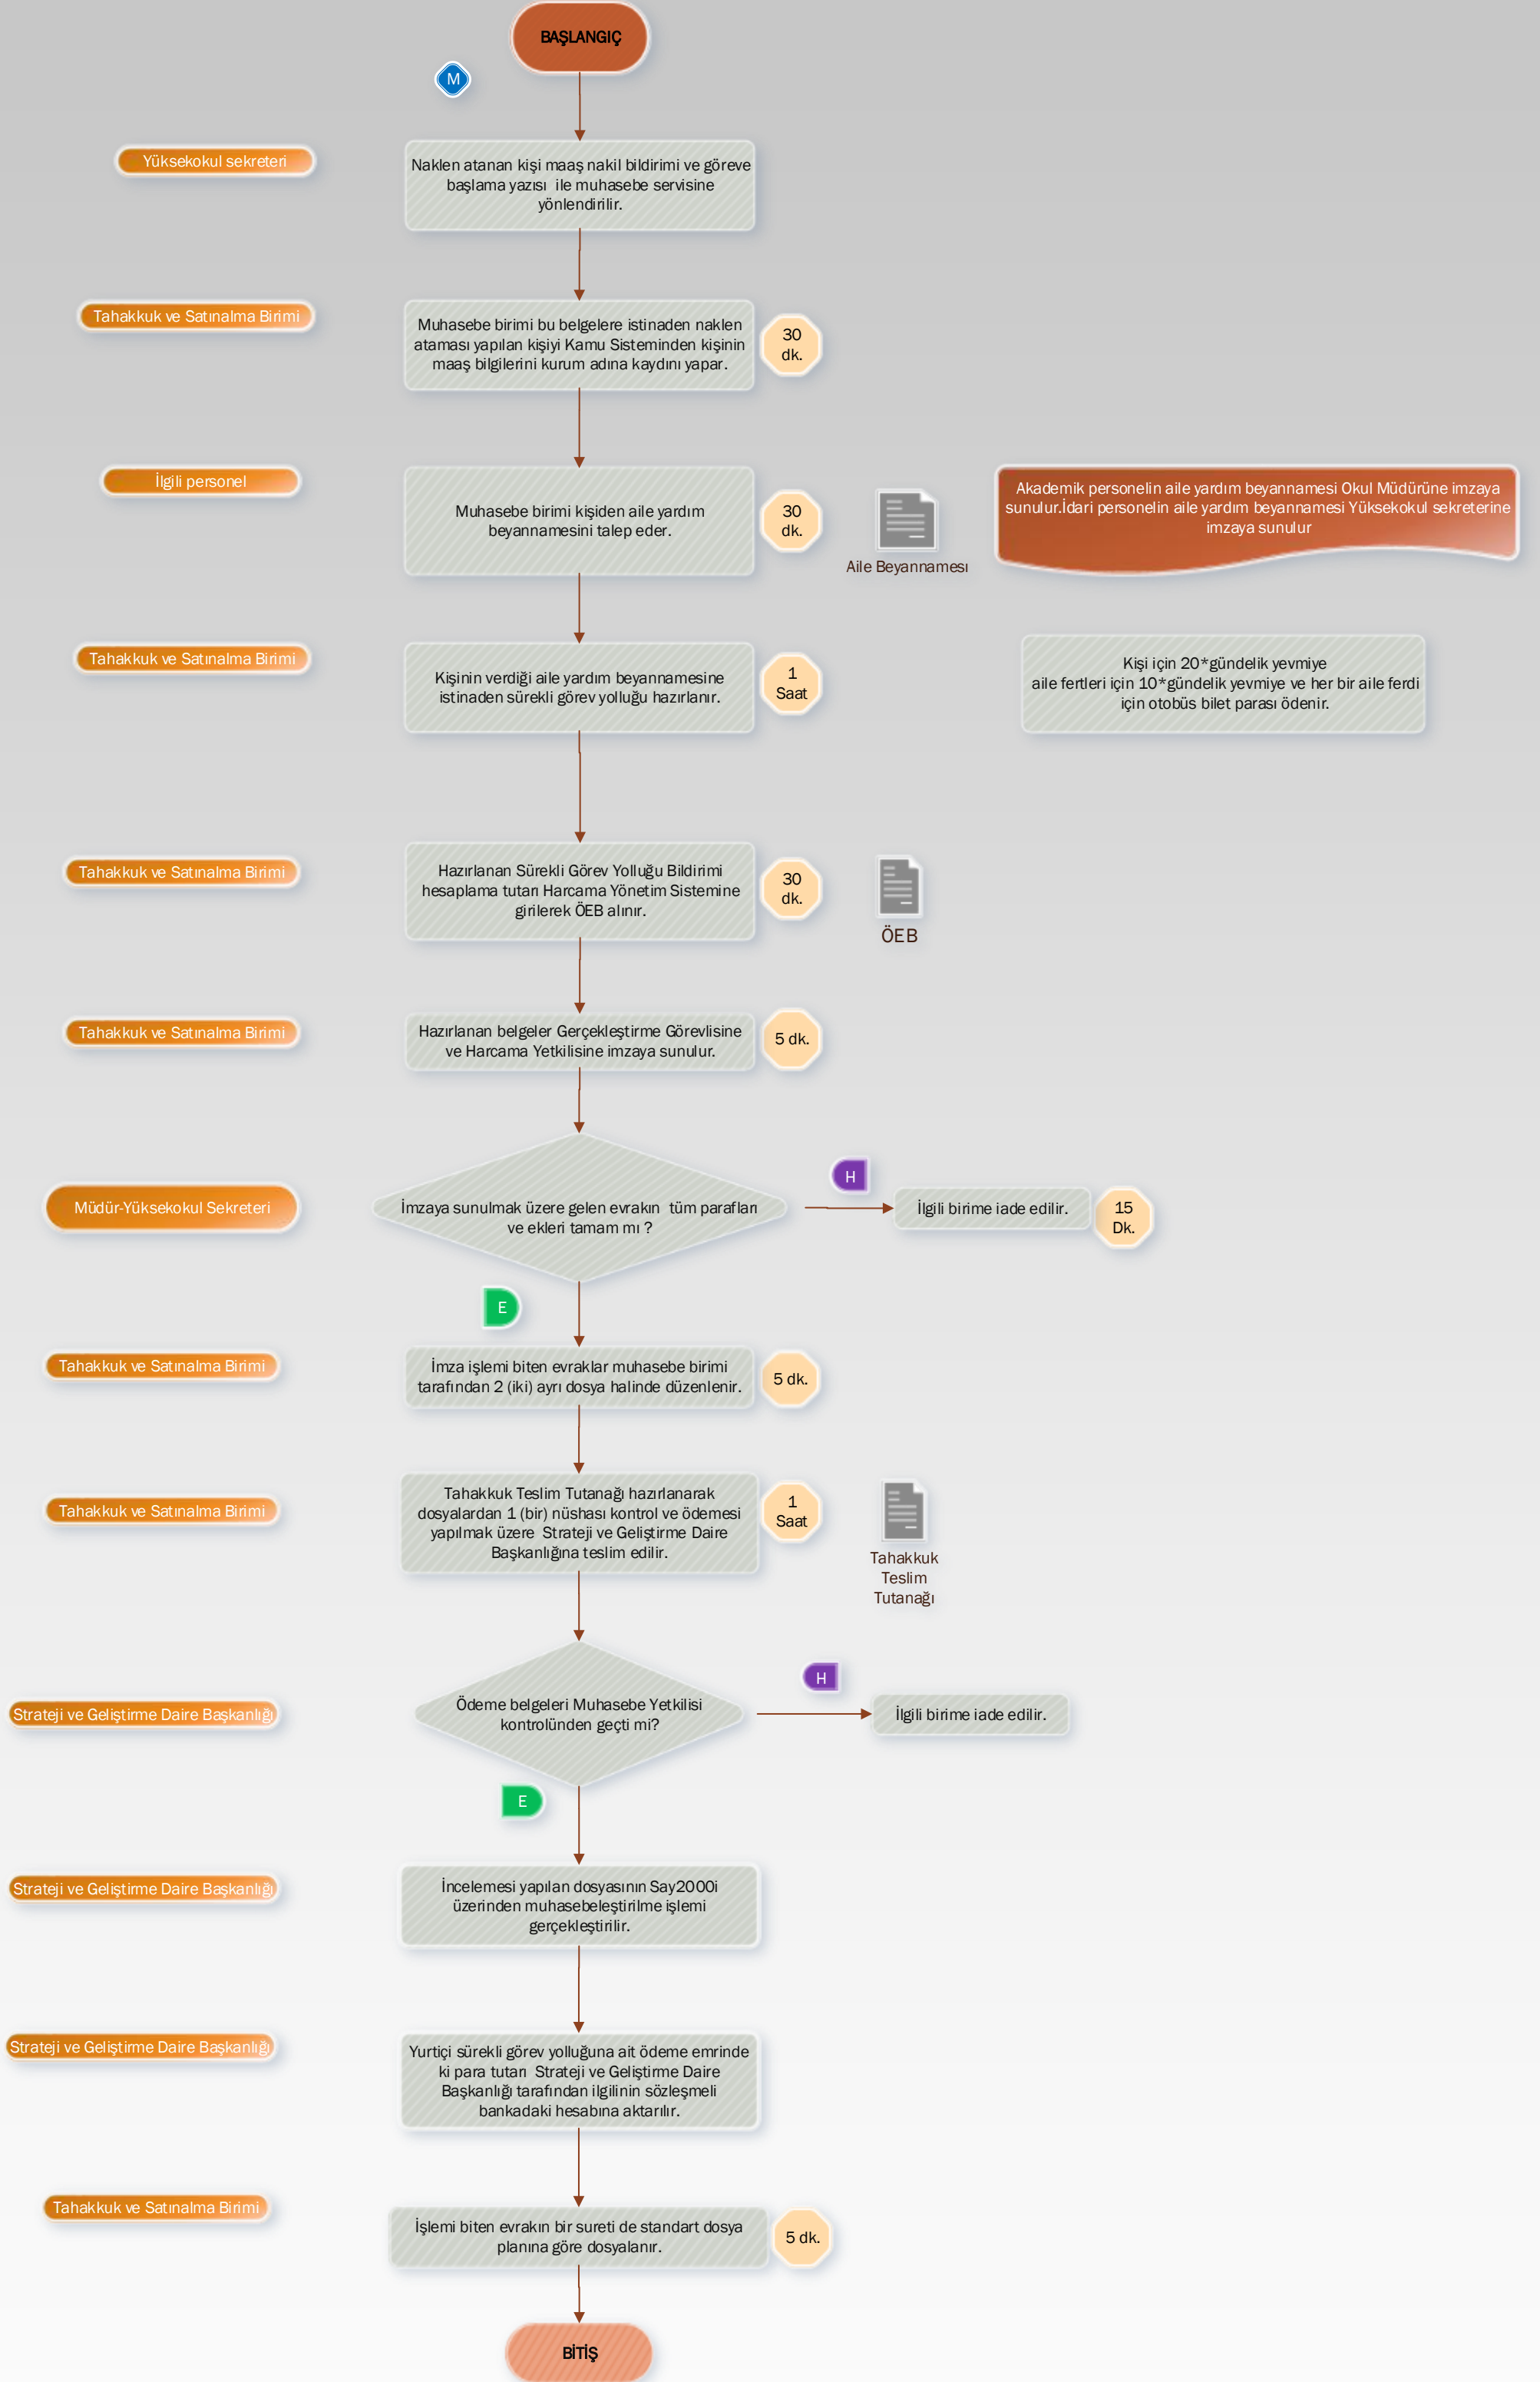 BAŞLANGIÇ
M
Yüksekokul sekreteri
Naklen atanan kişi maaş nakil bildirimi ve göreve
başlama yazısı ile muhasebe servisine
yönlendirilir.
Tahakkuk ve Satınalma Birimi
Muhasebe birimi bu belgelere istinaden naklen
ataması yapılan kişiyi Kamu Sisteminden kişinin
maaş bilgilerini kurum adına kaydını yapar.
30
dk.
İlgili personel
Muhasebe birimi kişiden aile yardım
beyannamesini talep eder.
30
dk.
Aile Beyannamesı
Akademik personelin aile yardım beyannamesi Okul Müdürüne imzaya
sunulur.İdari personelin aile yardım beyannamesi Yüksekokul sekreterine
imzaya sunulur
Tahakkuk ve Satınalma Birimi
Kişinin verdiği aile yardım beyannamesine
istinaden sürekli görev yolluğu hazırlanır.
1
Saat
Kişi için 20*gündelik yevmiye
aile fertleri için 10*gündelik yevmiye ve her bir aile ferdi
için otobüs bilet parası ödenir.
Tahakkuk ve Satınalma Birimi
Hazırlanan Sürekli Görev Yolluğu Bildirimi
hesaplama tutarı Harcama Yönetim Sistemine
girilerek ÖEB alınır.
30
dk.
ÖEB
Tahakkuk ve Satınalma Birimi
Hazırlanan belgeler Gerçekleştirme Görevlisine
ve Harcama Yetkilisine imzaya sunulur.
5 dk.
Müdür-Yüksekokul Sekreteri
İmzaya sunulmak üzere gelen evrakın tüm parafları
ve ekleri tamam mı ?
H
İlgili birime iade edilir.
15
Dk.
E
Tahakkuk ve Satınalma Birimi
İmza işlemi biten evraklar muhasebe birimi
tarafından 2 (iki) ayrı dosya halinde düzenlenir.
5 dk.
Tahakkuk ve Satınalma Birimi
Tahakkuk Teslim Tutanağı hazırlanarak
dosyalardan 1 (bir) nüshası kontrol ve ödemesi
yapılmak üzere Strateji ve Geliştirme Daire
Başkanlığına teslim edilir.
1
Saat
Tahakkuk
Teslim
Tutanağı
Strateji ve Geliştirme Daire Başkanlığı
Ödeme belgeleri Muhasebe Yetkilisi
kontrolünden geçti mi?
H
İlgili birime iade edilir.
E
Strateji ve Geliştirme Daire Başkanlığı
İncelemesi yapılan dosyasının Say2000i
üzerinden muhasebeleştirilme işlemi
gerçekleştirilir.
Strateji ve Geliştirme Daire Başkanlığı
Yurtiçi sürekli görev yolluğuna ait ödeme emrinde
ki para tutarı Strateji ve Geliştirme Daire
Başkanlığı tarafından ilgilinin sözleşmeli
bankadaki hesabına aktarılır.
Tahakkuk ve Satınalma Birimi
İşlemi biten evrakın bir sureti de standart dosya
planına göre dosyalanır.
5 dk.
BİTİŞ